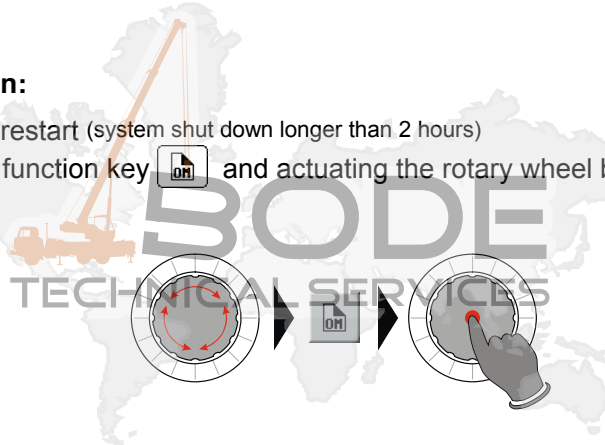 n:
restart (system shut down longer than 2 hours)
function key OM and actuating the rotary wheel b
BODE
TECHNICAL SERVICES
OM